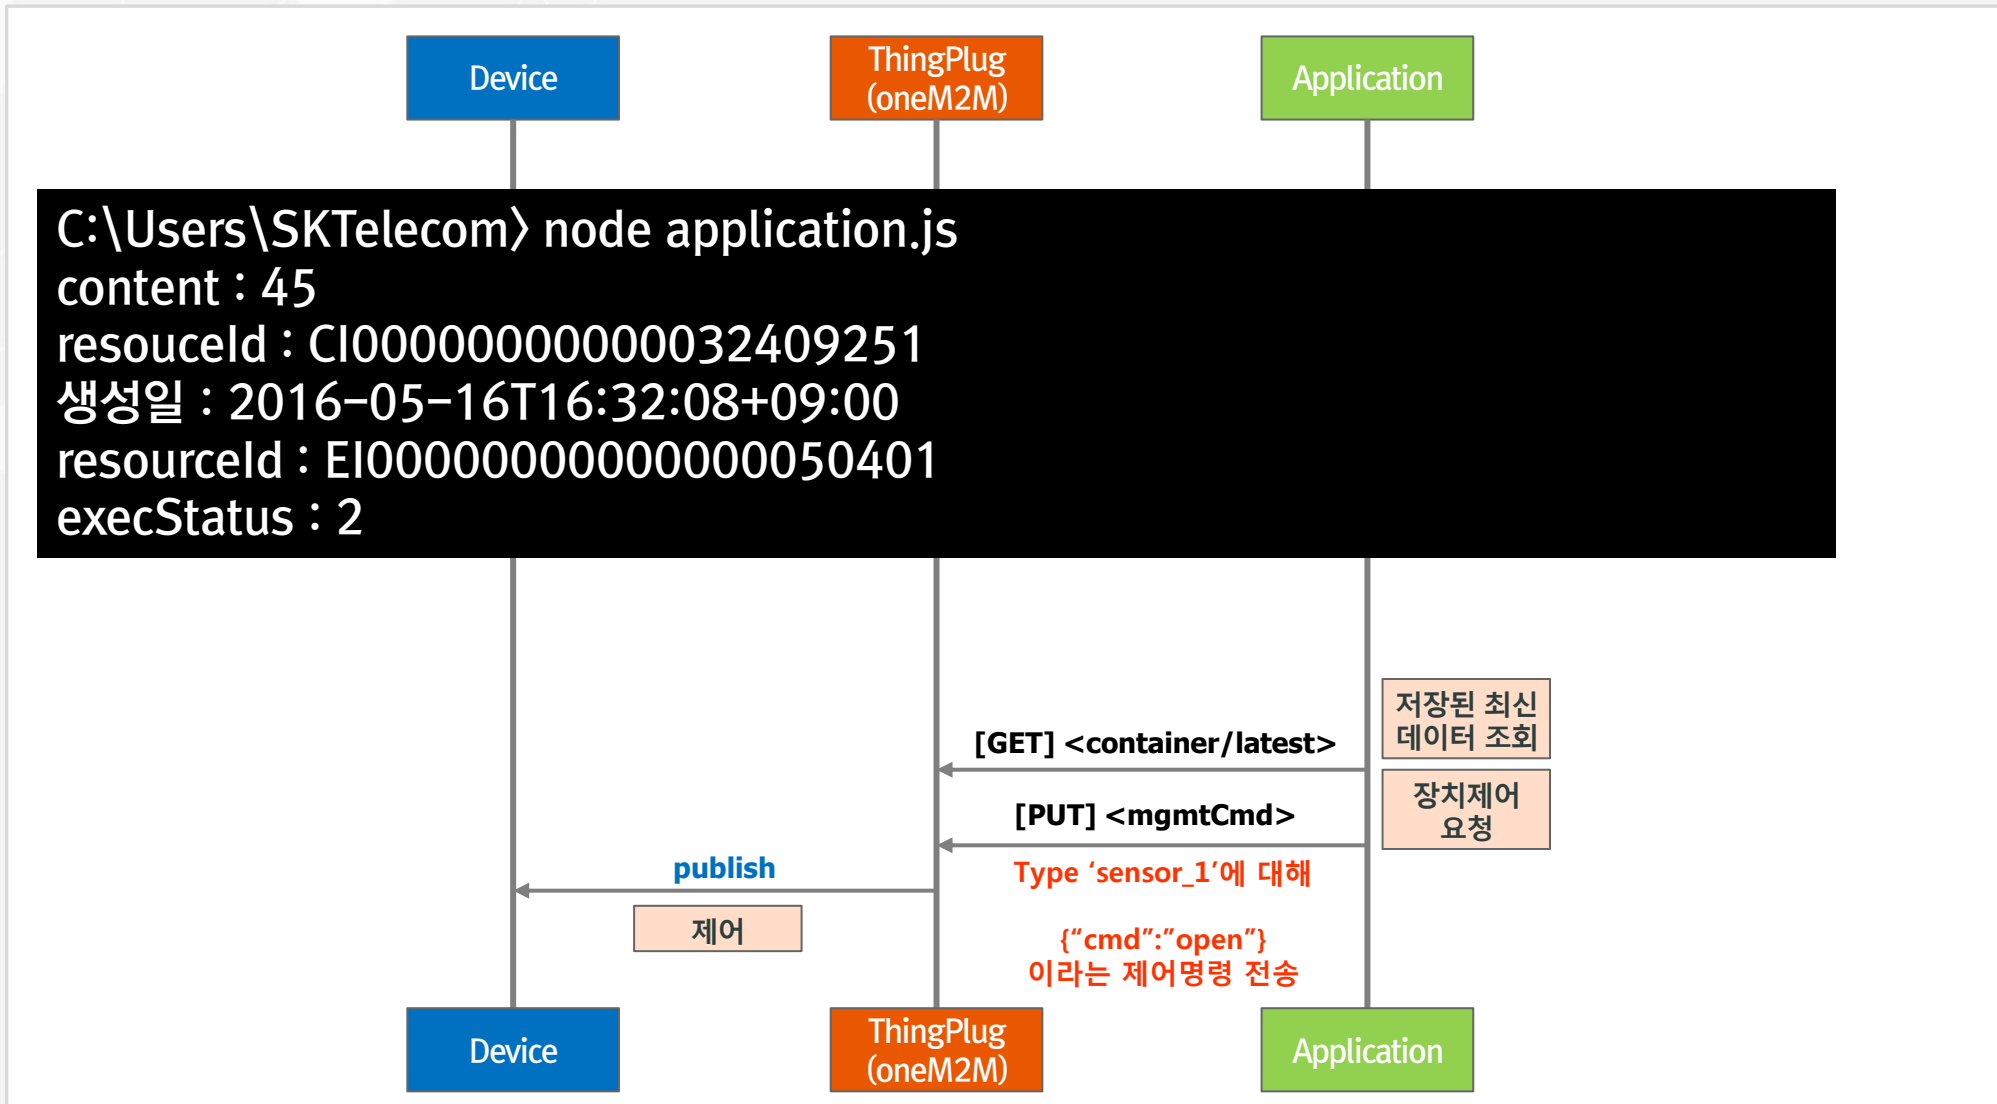 Device
ThingPlug
(oneM2M)
Application
C:\Users\SKTelecom> node application.js
content : 45
resouceId : CI00000000000032409251
생성일 : 2016-05-16T16:32:08+09:00
resourceId : EI00000000000000050401
execStatus : 2
저장된 최신
데이터 조회
[GET] <container/latest>
장치제어
요청
[PUT] <mgmtCmd>
publish
Type ‘sensor_1’에 대해
제어
{“cmd”:”open”}
이라는 제어명령 전송
Device
ThingPlug
(oneM2M)
Application